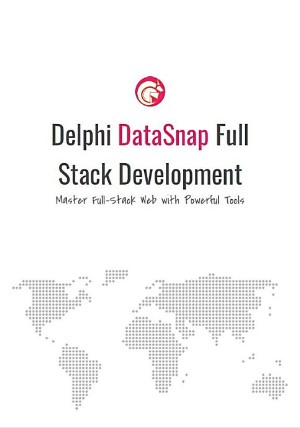 Delphi DataSnap Full
Stack Development
Master Full-Stack Web with Powerful Tools